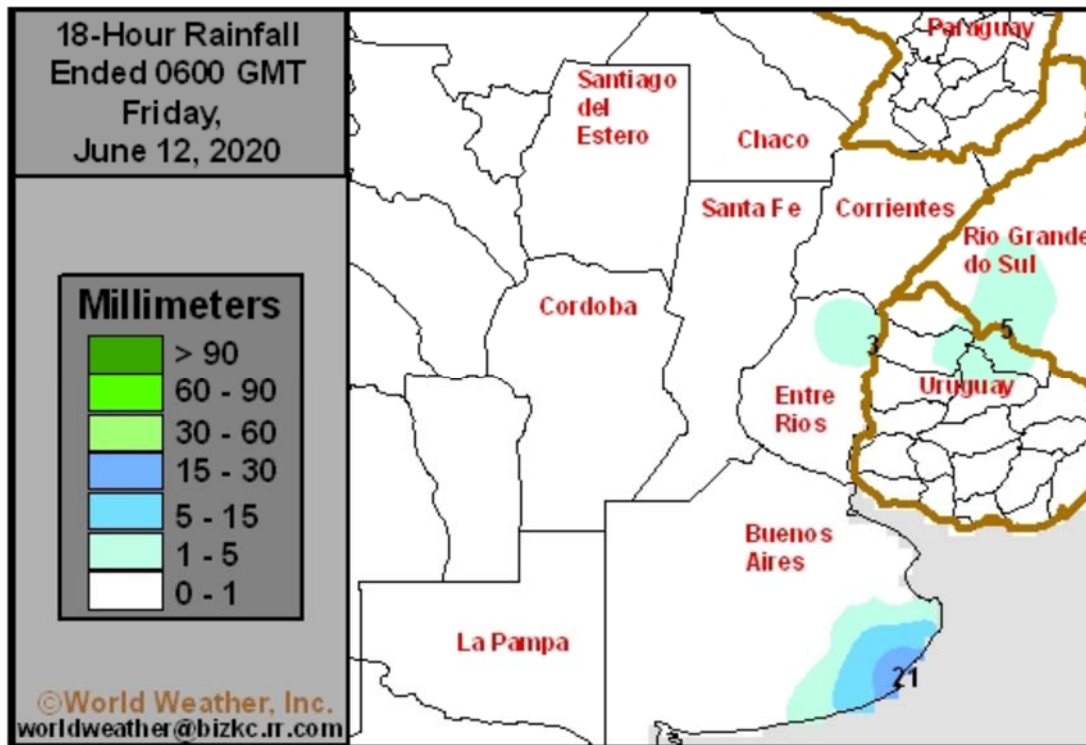 18-Hour Rainfall
Ended 0600 GMT
Friday,
June 12, 2020
Millimeters
> 90
60 - 90
30 - 60
15 - 30
5 - 15
1 - 5
0 - 1
©World Weather, Inc.
worldweather@bizkc.rr.com
Paraguay
Santiago
del
Estero
Chaco
Santa Fe
Corrientes
Rio Grande
do Sul
Cordoba
5
3
Uruguay
Entre
Rios
Buenos
Aires
La Pampa
21